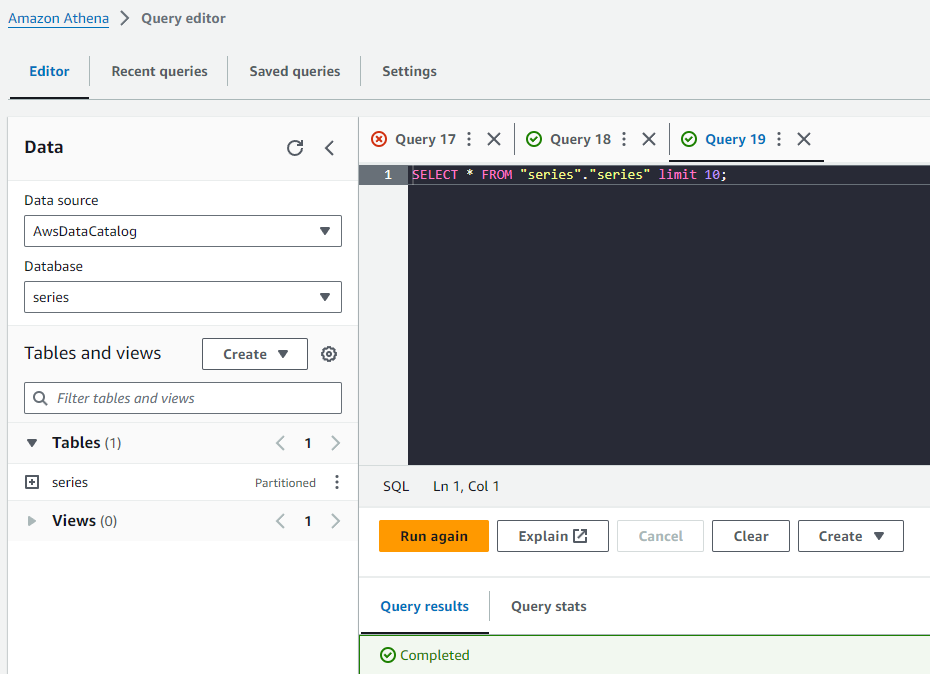 Amazon Athena > Query editor
Editor
Recent queries
Saved queries
Settings
Data
Data source
AwsDataCatalog
Database
series
Tables and views
Create
Filter tables and views
Tables (1)
1
series
Partitioned
Views (0)
1
Query 17
Query 18
Query 19
1 SELECT * FROM "series"."series" limit 10;
SQL
Ln 1, Col 1
Run again
Explain
Cancel
Clear
Create
Query results
Query stats
Completed